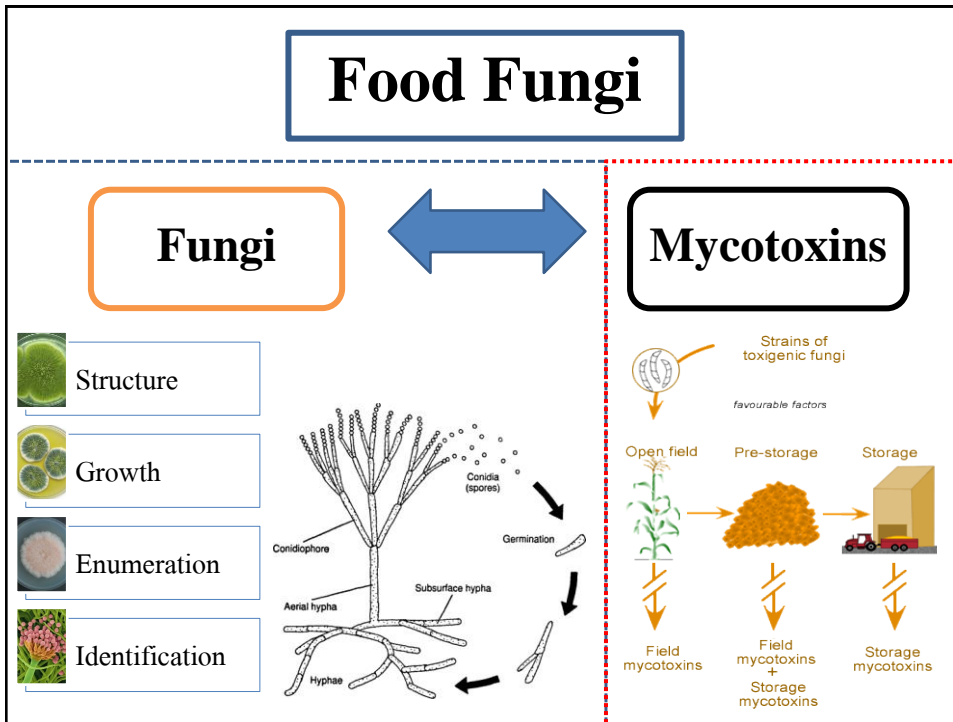 Food Fungi
Fungi
Mycotoxins
Structure
Growth
Enumeration
Identification
Conidia
(spores)
Germination
Conidiophore
Subsurface hypha
Aerial hypha
Hyphae
Strains of
toxigenic fungi
favourable factors
Open field
Pre-storage
Storage
Field
mycotoxins
Field
mycotoxins
+
Storage
mycotoxins
Storage
mycotoxins